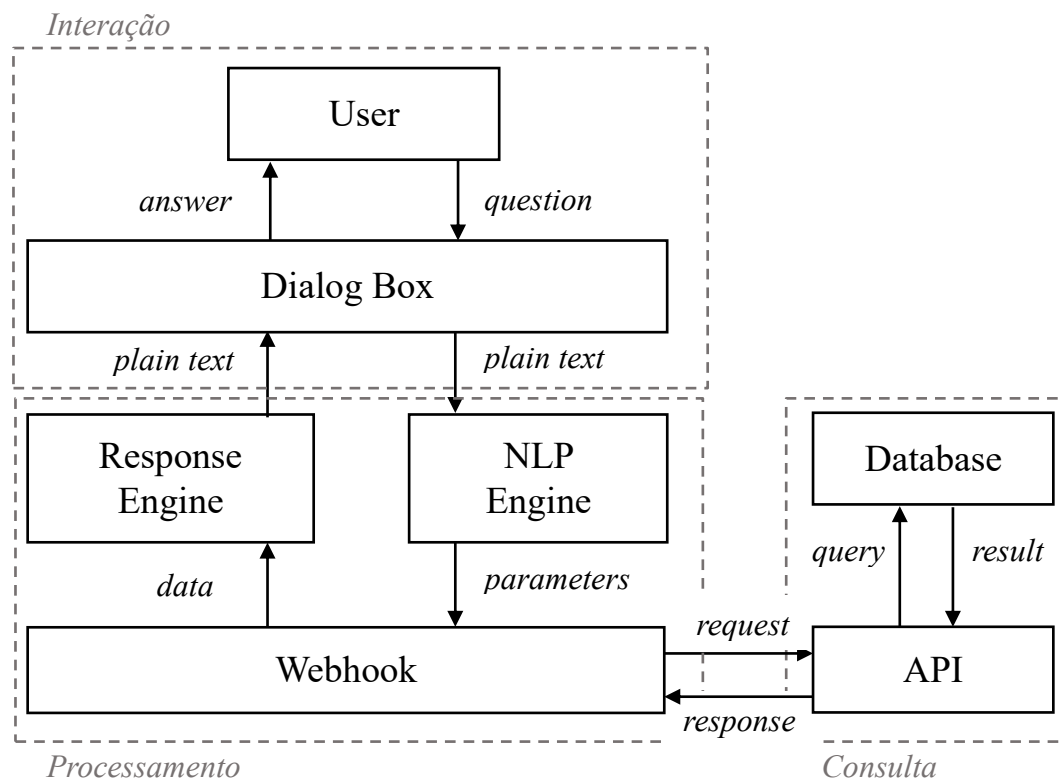 Interação
User
answer
question
Dialog Box
plain text
plain text
Response
Engine
NLP
Engine
Database
data
parameters
query
result
Webhook
request
API
response
Processamento
Consulta